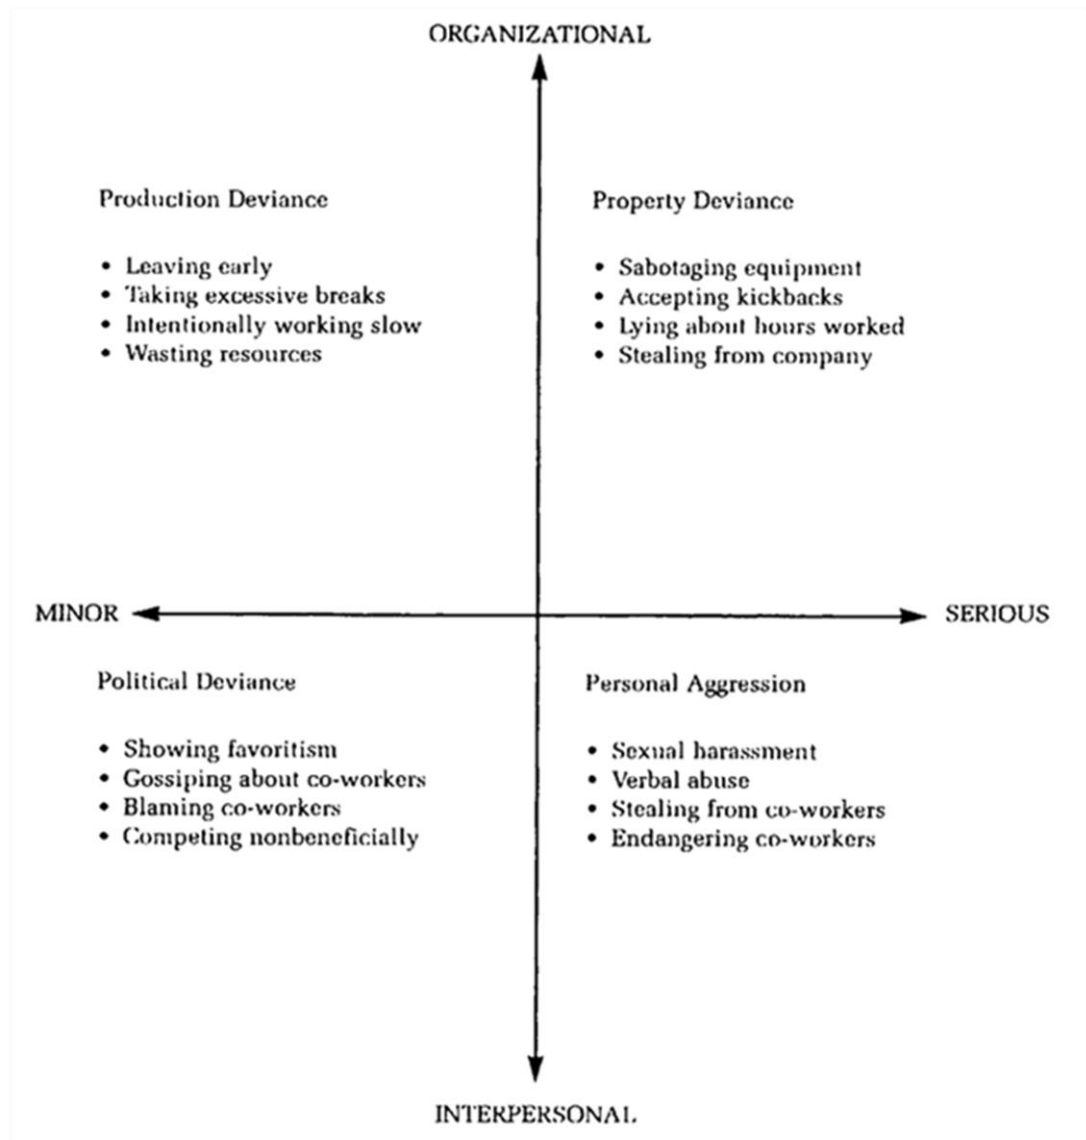 ORGANIZATIONAL
Production Deviance
• Leaving early
• Taking excessive breaks
• Intentionally working slow
• Wasting resources
Property Deviance
• Sabotaging equipment
• Accepting kickbacks
• Lying about hours worked
• Stealing from company
MINOR
SERIOUS
Political Deviance
• Showing favoritism
• Gossiping about co-workers
• Blaming co-workers
• Competing nonbeneficially
Personal Aggression
• Sexual harassment
• Verbal abuse
• Stealing from co-workers
• Endangering co-workers
INTERPERSONAL